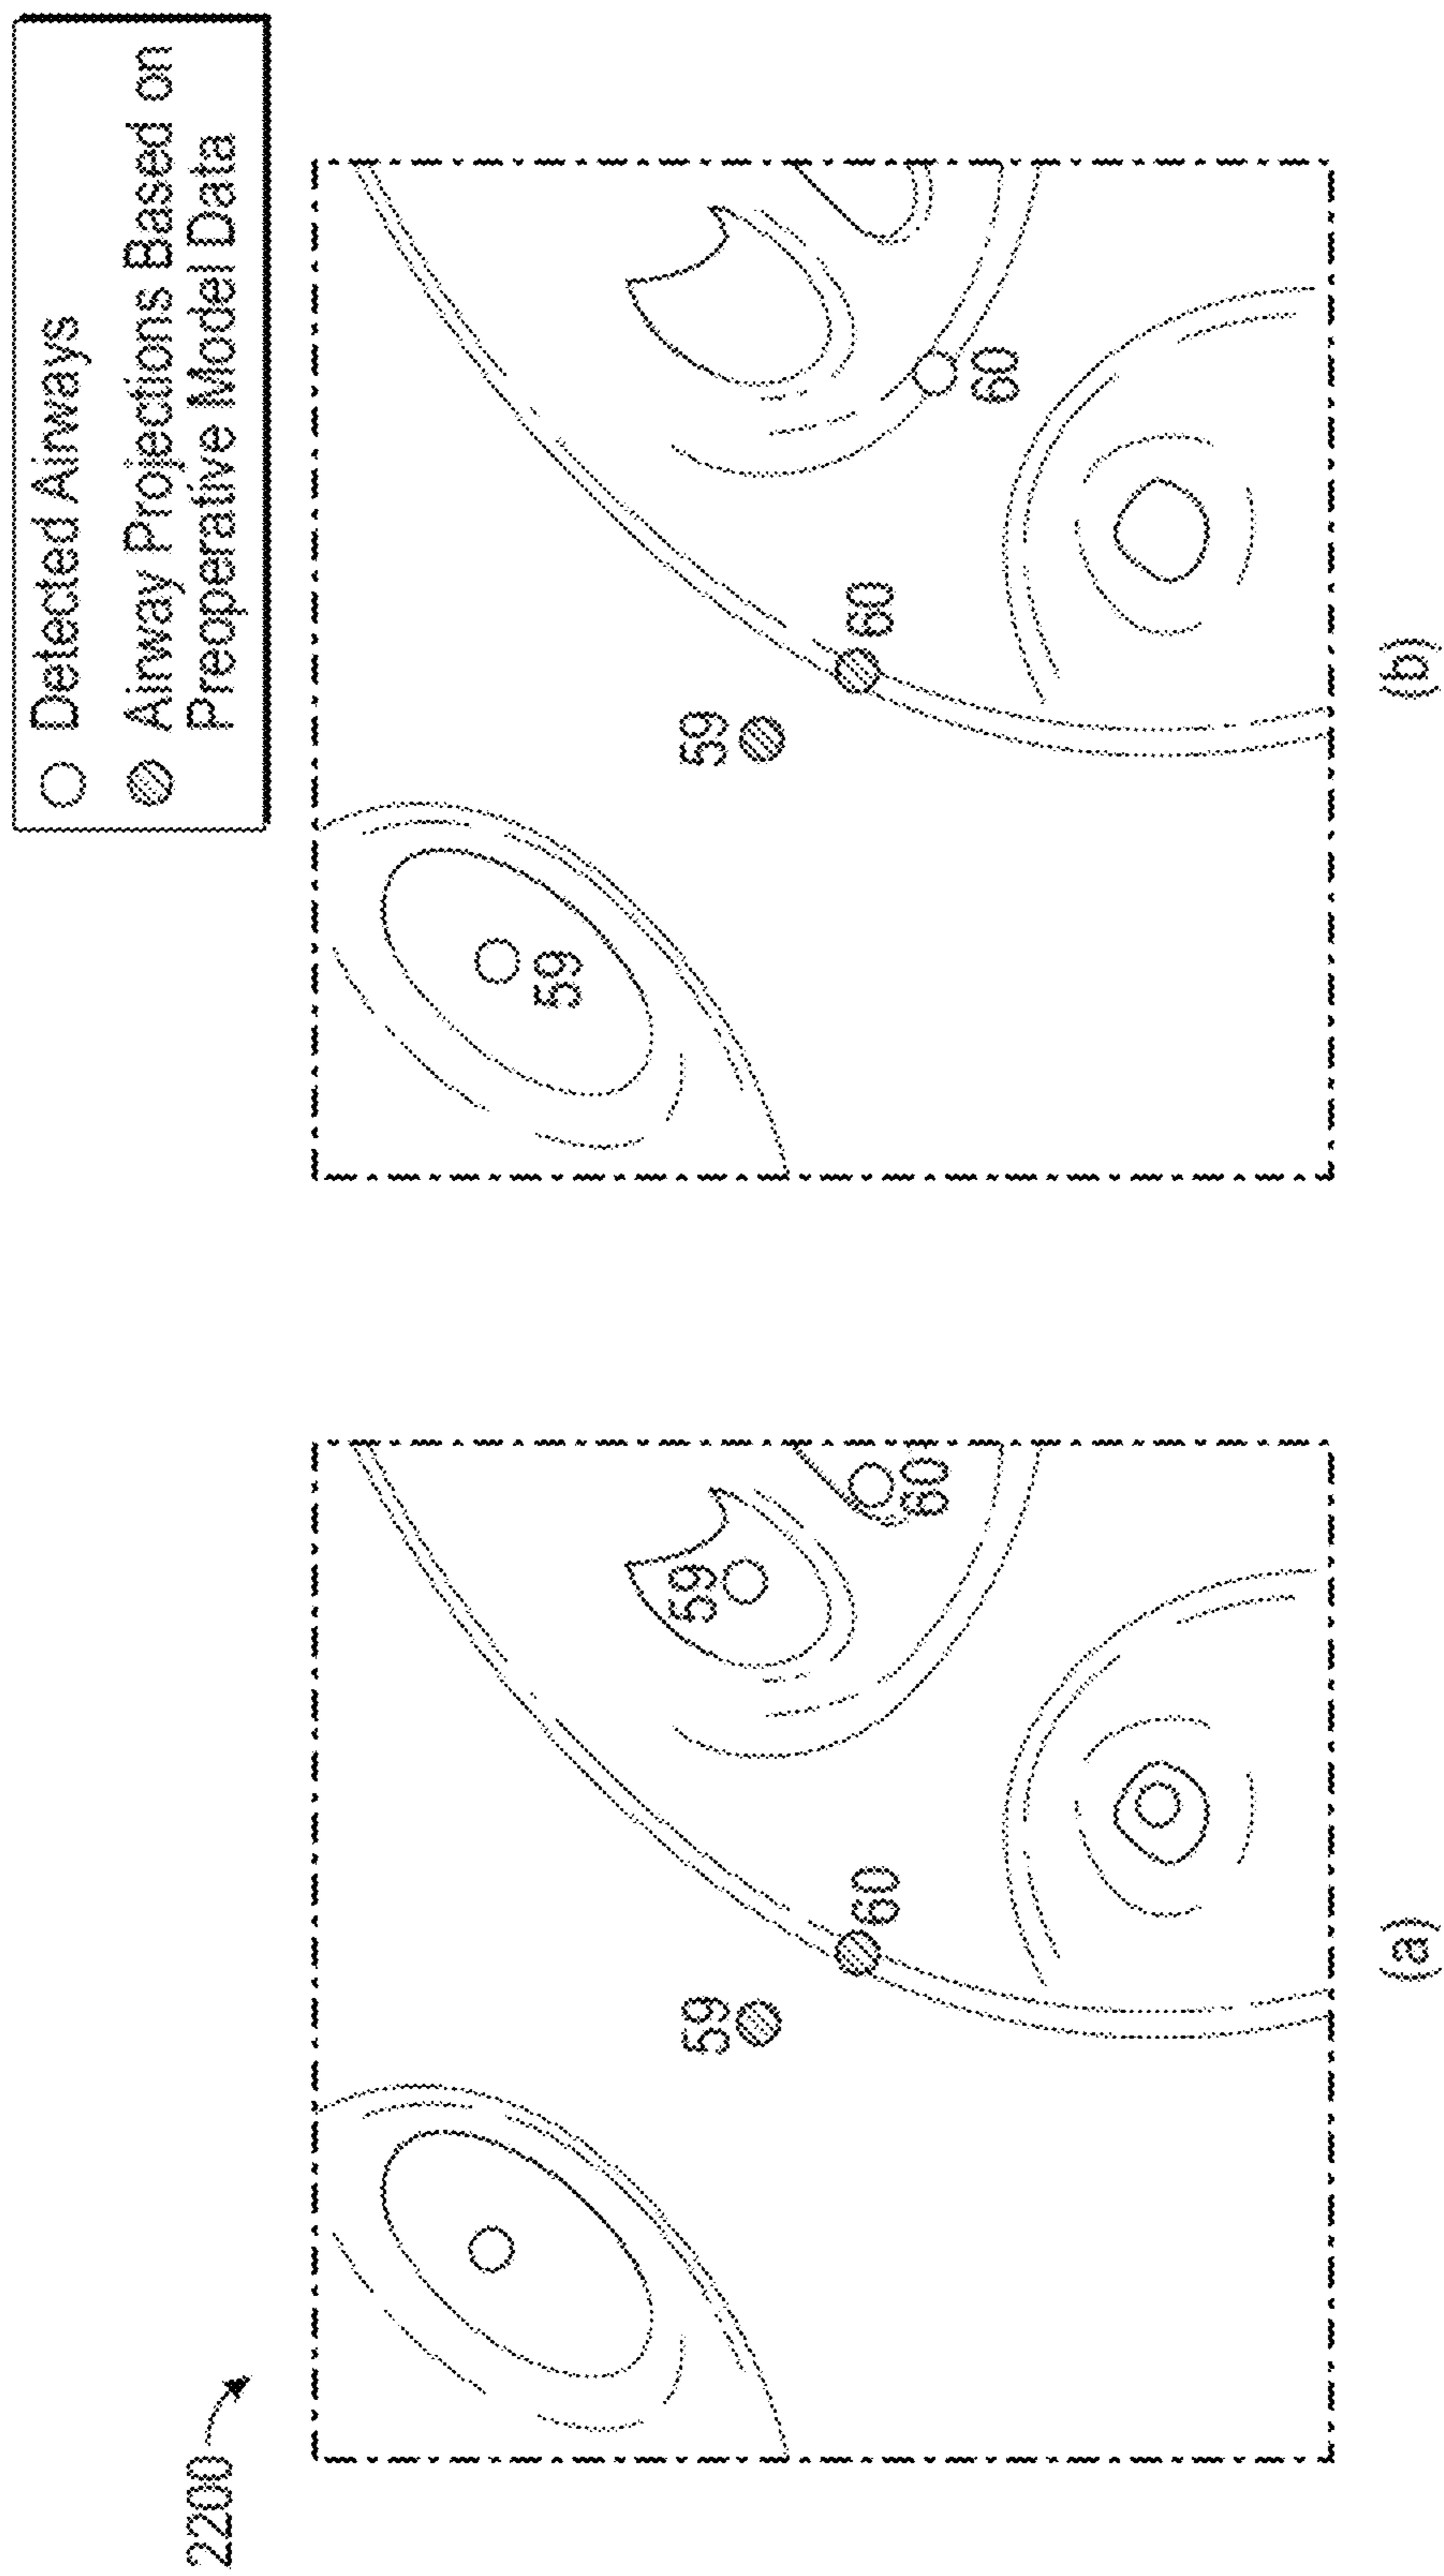 2200
Detected Airways
Airway Projections Based on
Preoperative Model Data
59
60
59
60
(a)
59
59
60
60
(b)